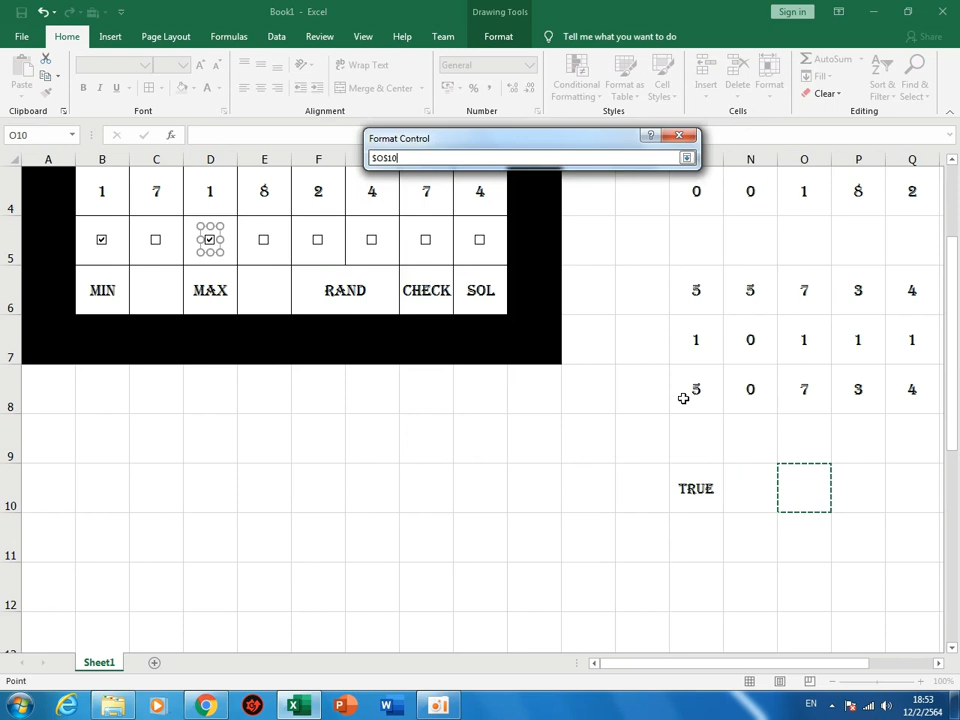 Book1 - Excel
Drawing Tools
Sign in
File
Home
Insert
Page Layout
Formulas
Data
Review
View
Help
Team
Format
Tell me what you want to do
Share
Paste
Clipboard
B I U
A A
Font
Wrap Text
Merge & Center
Alignment
General
%
Number
Conditional Formatting
Format as Table
Cell Styles
Styles
Insert
Delete
Format
Cells
AutoSum
Fill
Clear
Sort & Filter
Find & Select
Editing
O10
fx
Format Control
$O$10
A B C D E F N O P Q
4 1 7 1 8 2 4 7 4 0 0 1 8 2
5
6 MIN MAX RAND CHECK SOL 5 5 7 3 4
7 1 0 1 1 1
8 5 0 7 3 4
9
10 TRUE
11
12
Sheet1
Point
100%
EN
18:53
12/2/2564